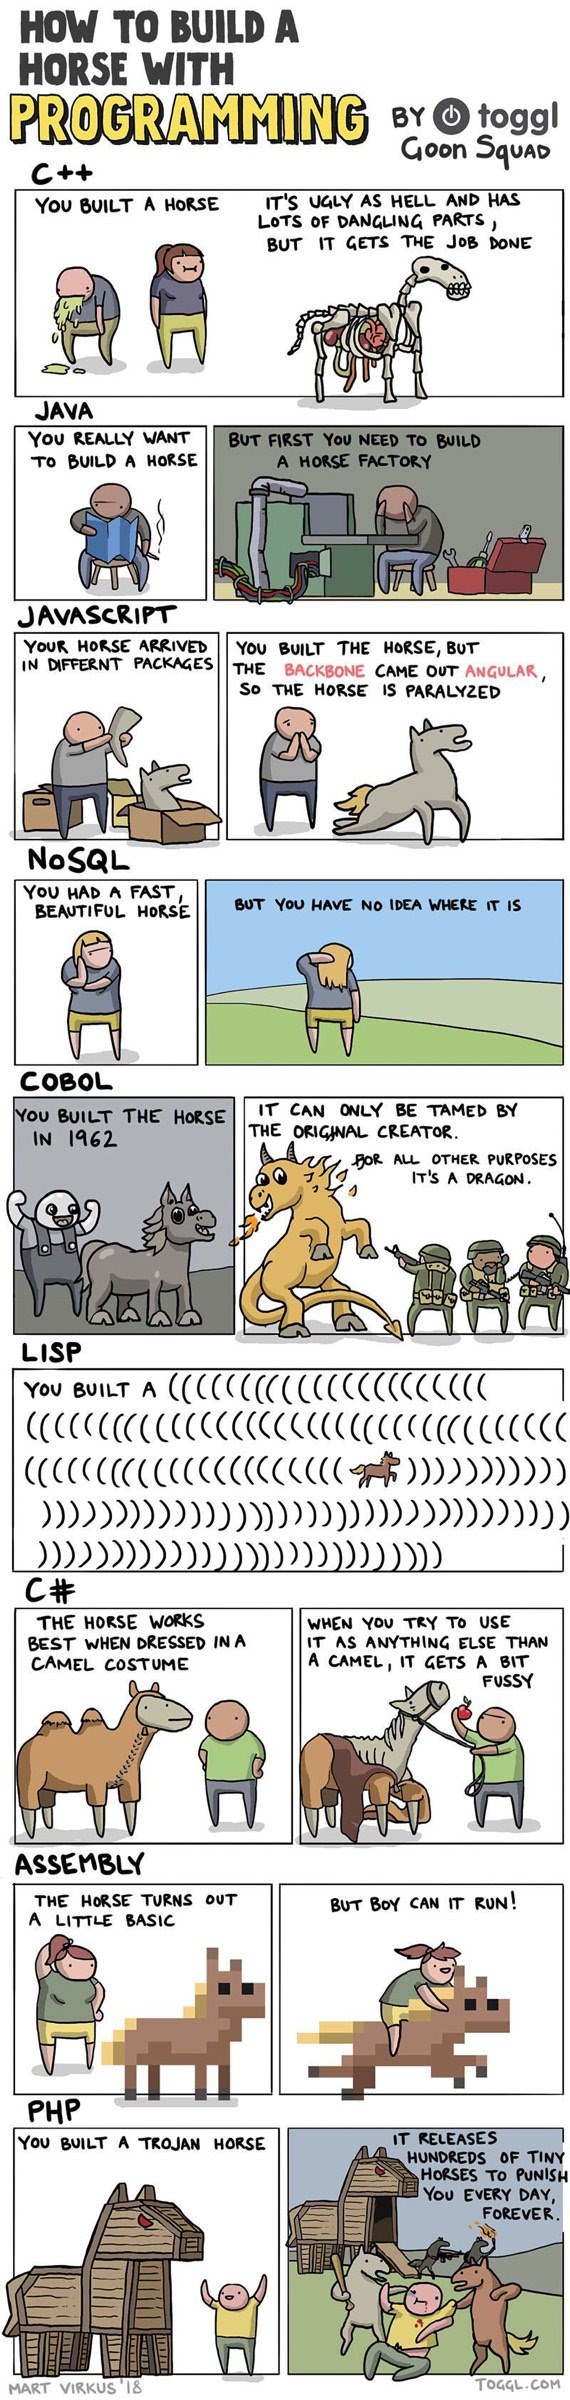 HOW TO BUILD A
HORSE WITH
PROGRAMMING
BY toggl
GOON SQUAD
C++
YOU BUILT A HORSE
IT'S UGLY AS HELL AND HAS
LOTS OF DANGLING PARTS,
BUT IT GETS THE JOB DONE
JAVA
YOU REALLY WANT
TO BUILD A HORSE
BUT FIRST YOU NEED TO BUILD
A HORSE FACTORY
JAVASCRIPT
YOUR HORSE ARRIVED
IN DIFFERNT PACKAGES
YOU BUILT THE HORSE, BUT
THE BACKBONE CAME OUT ANGULAR,
SO THE HORSE IS PARALYZED
NoSQL
YOU HAD A FAST,
BEAUTIFUL HORSE
BUT YOU HAVE NO IDEA WHERE IT IS
COBOL
YOU BUILT THE HORSE
IN 1962
IT CAN ONLY BE TAMED BY
THE ORIGINAL CREATOR.
FOR ALL OTHER PURPOSES
IT'S A DRAGON.
LISP
YOU BUILT A ((((((((((((((((((((((((
(((((((((((((((((((((((((((((((((((((((
((((((((((((((((((((((( ))))))))))
))))))))))))))))))))))))))))))))))))))
))))))))))))))))))))))))))))
C#
THE HORSE WORKS
BEST WHEN DRESSED IN A
CAMEL COSTUME
WHEN YOU TRY TO USE
IT AS ANYTHING ELSE THAN
A CAMEL, IT GETS A BIT
FUSSY
ASSEMBLY
THE HORSE TURNS OUT
A LITTLE BASIC
BUT BOY CAN IT RUN!
PHP
YOU BUILT A TROJAN HORSE
IT RELEASES
HUNDREDS OF TINY
HORSES TO PUNISH
YOU EVERY DAY,
FOREVER.
MART VIRKUS '18
TOGGL.COM